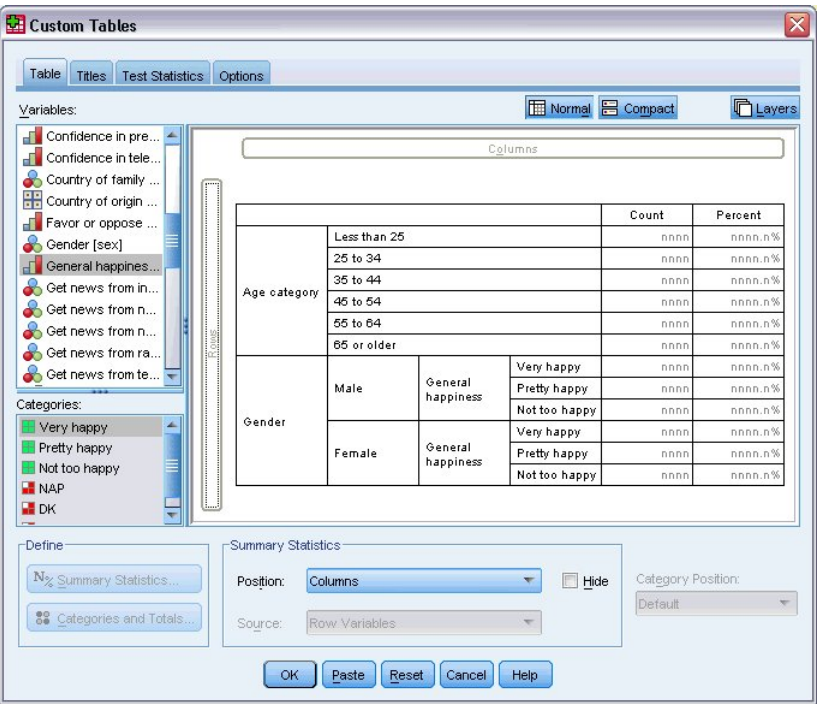 Custom Tables
Table Titles Test Statistics Options
Variables:
Normal Compact Layers
Confidence in pre...
Confidence in tele...
Country of family ...
Country of origin ...
Favor or oppose ...
Gender [sex]
General happines...
Get news from in...
Get news from n...
Get news from n...
Get news from ra...
Get news from te...
Categories:
Very happy
Pretty happy
Not too happy
NAP
DK
Columns
Rows
Count Percent
Age category
Less than 25 nnnn nnnn.n%
25 to 34 nnnn nnnn.n%
35 to 44 nnnn nnnn.n%
45 to 54 nnnn nnnn.n%
55 to 64 nnnn nnnn.n%
65 or older nnnn nnnn.n%
Gender
Male
General
happiness
Very happy nnnn nnnn.n%
Pretty happy nnnn nnnn.n%
Not too happy nnnn nnnn.n%
Female
General
happiness
Very happy nnnn nnnn.n%
Pretty happy nnnn nnnn.n%
Not too happy nnnn nnnn.n%
Define
N% Summary Statistics...
Categories and Totals...
Summary Statistics
Position: Columns Hide
Source: Row Variables
Category Position:
Default
OK Paste Reset Cancel Help